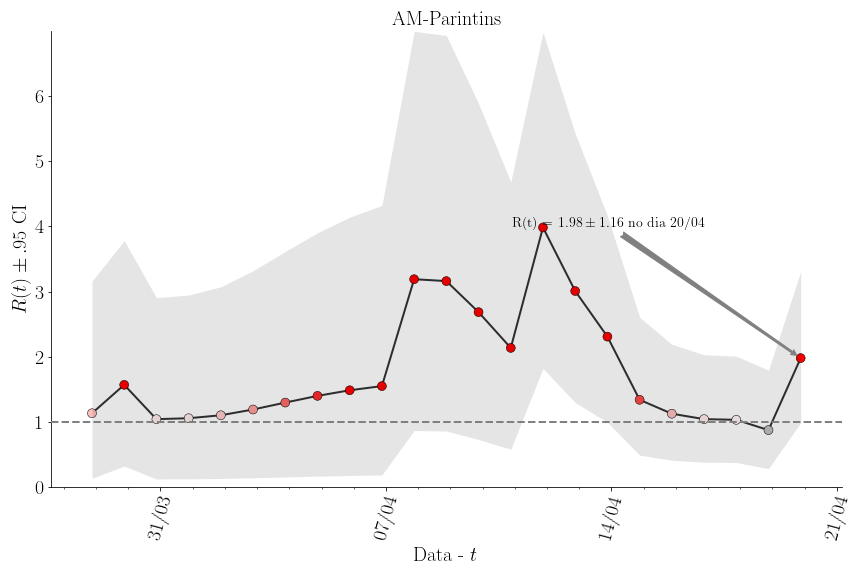 AM-Parintins
R(t) ± .95 CI
6
5
4
3
2
1
0
R(t) = 1.98 ± 1.16 no dia 20/04
31/03
07/04
14/04
21/04
Data - t